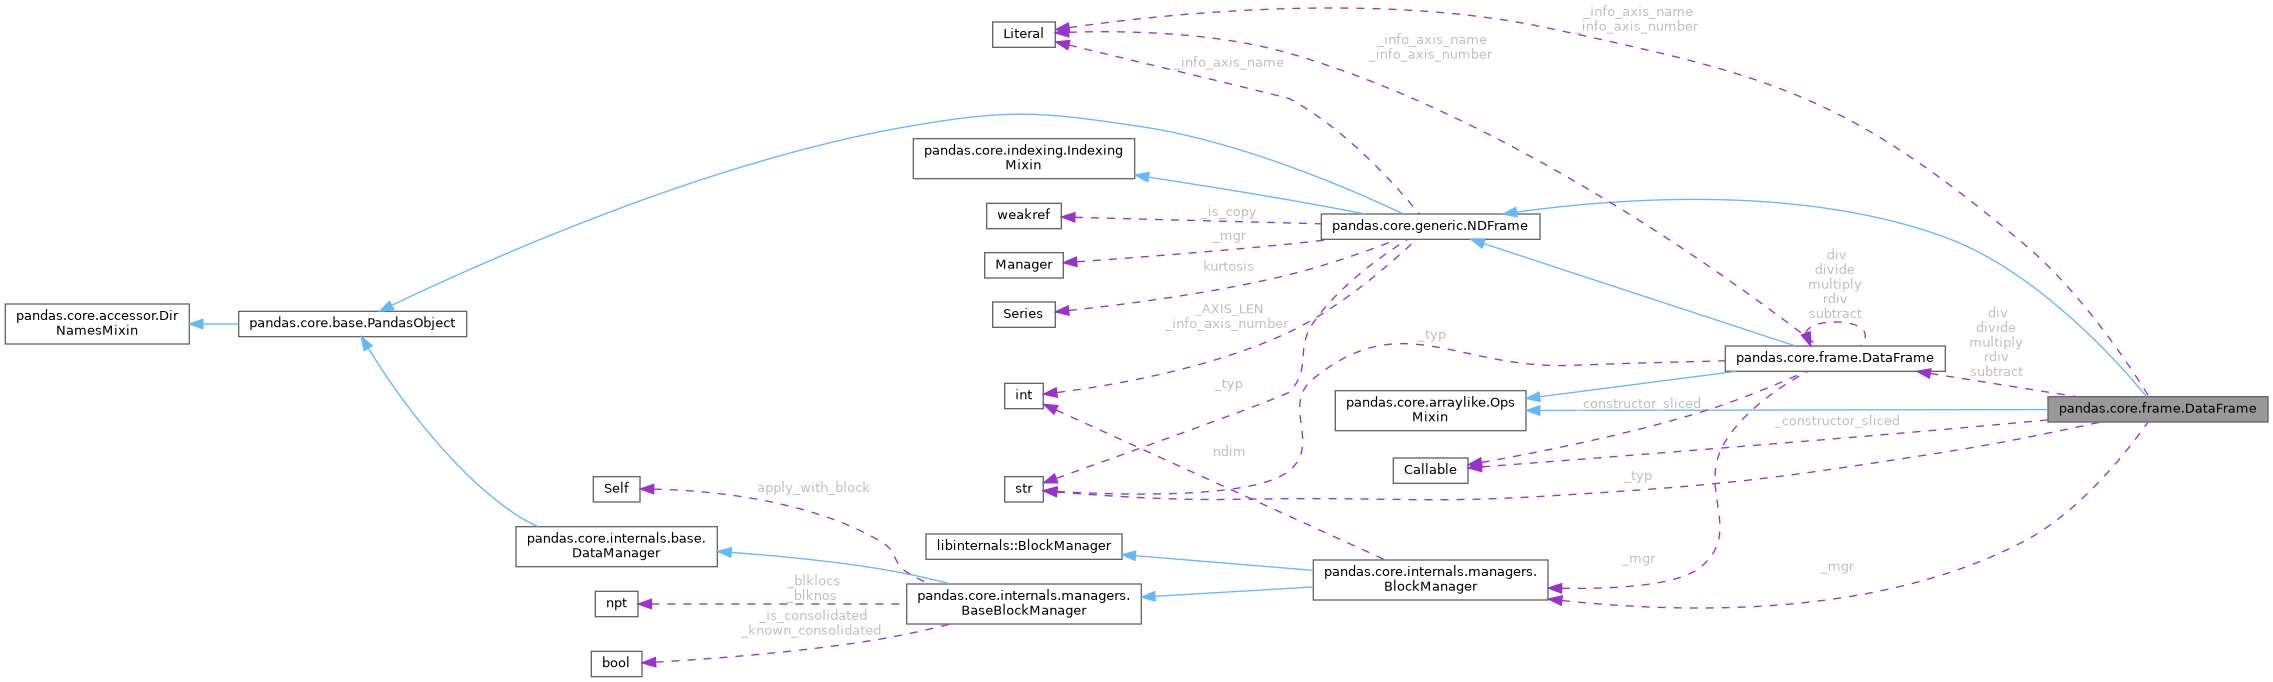 _info_axis_name
_info_axis_number
Literal
_info_axis_name
_info_axis_number
_info_axis_name
pandas.core.indexing.Indexing
Mixin
weakref
_is_copy
pandas.core.generic.NDFrame
_mgr
Manager
kurtosis
Series
_AXIS_LEN
_info_axis_number
pandas.core.accessor.Dir
NamesMixin
pandas.core.base.PandasObject
div
divide
multiply
rdiv
subtract
div
divide
multiply
rdiv
subtract
_typ
pandas.core.frame.DataFrame
_typ
int
pandas.core.arraylike.Ops
Mixin
_constructor_sliced
pandas.core.frame.DataFrame
_constructor_sliced
ndim
Callable
_typ
str
Self
apply_with_block
pandas.core.internals.base.
DataManager
libinternals::BlockManager
_mgr
_mgr
pandas.core.internals.managers.
BlockManager
_blklocs
_blknos
npt
pandas.core.internals.managers.
BaseBlockManager
_is_consolidated
_known_consolidated
bool